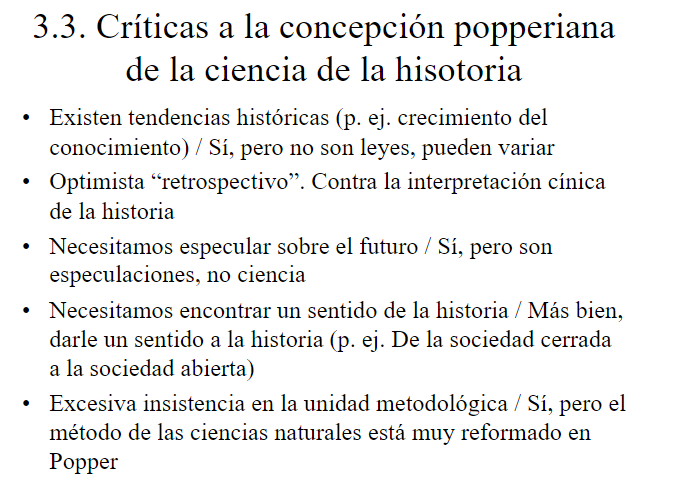 3.3. Críticas a la concepción popperiana
de la ciencia de la hisotoria
• Existen tendencias históricas (p. ej. crecimiento del
conocimiento) / Sí, pero no son leyes, pueden variar
• Optimista “retrospectivo”. Contra la interpretación cínica
de la historia
• Necesitamos especular sobre el futuro / Sí, pero son
especulaciones, no ciencia
• Necesitamos encontrar un sentido de la historia / Más bien,
darle un sentido a la historia (p. ej. De la sociedad cerrada
a la sociedad abierta)
• Excesiva insistencia en la unidad metodológica / Sí, pero el
método de las ciencias naturales está muy reformado en
Popper